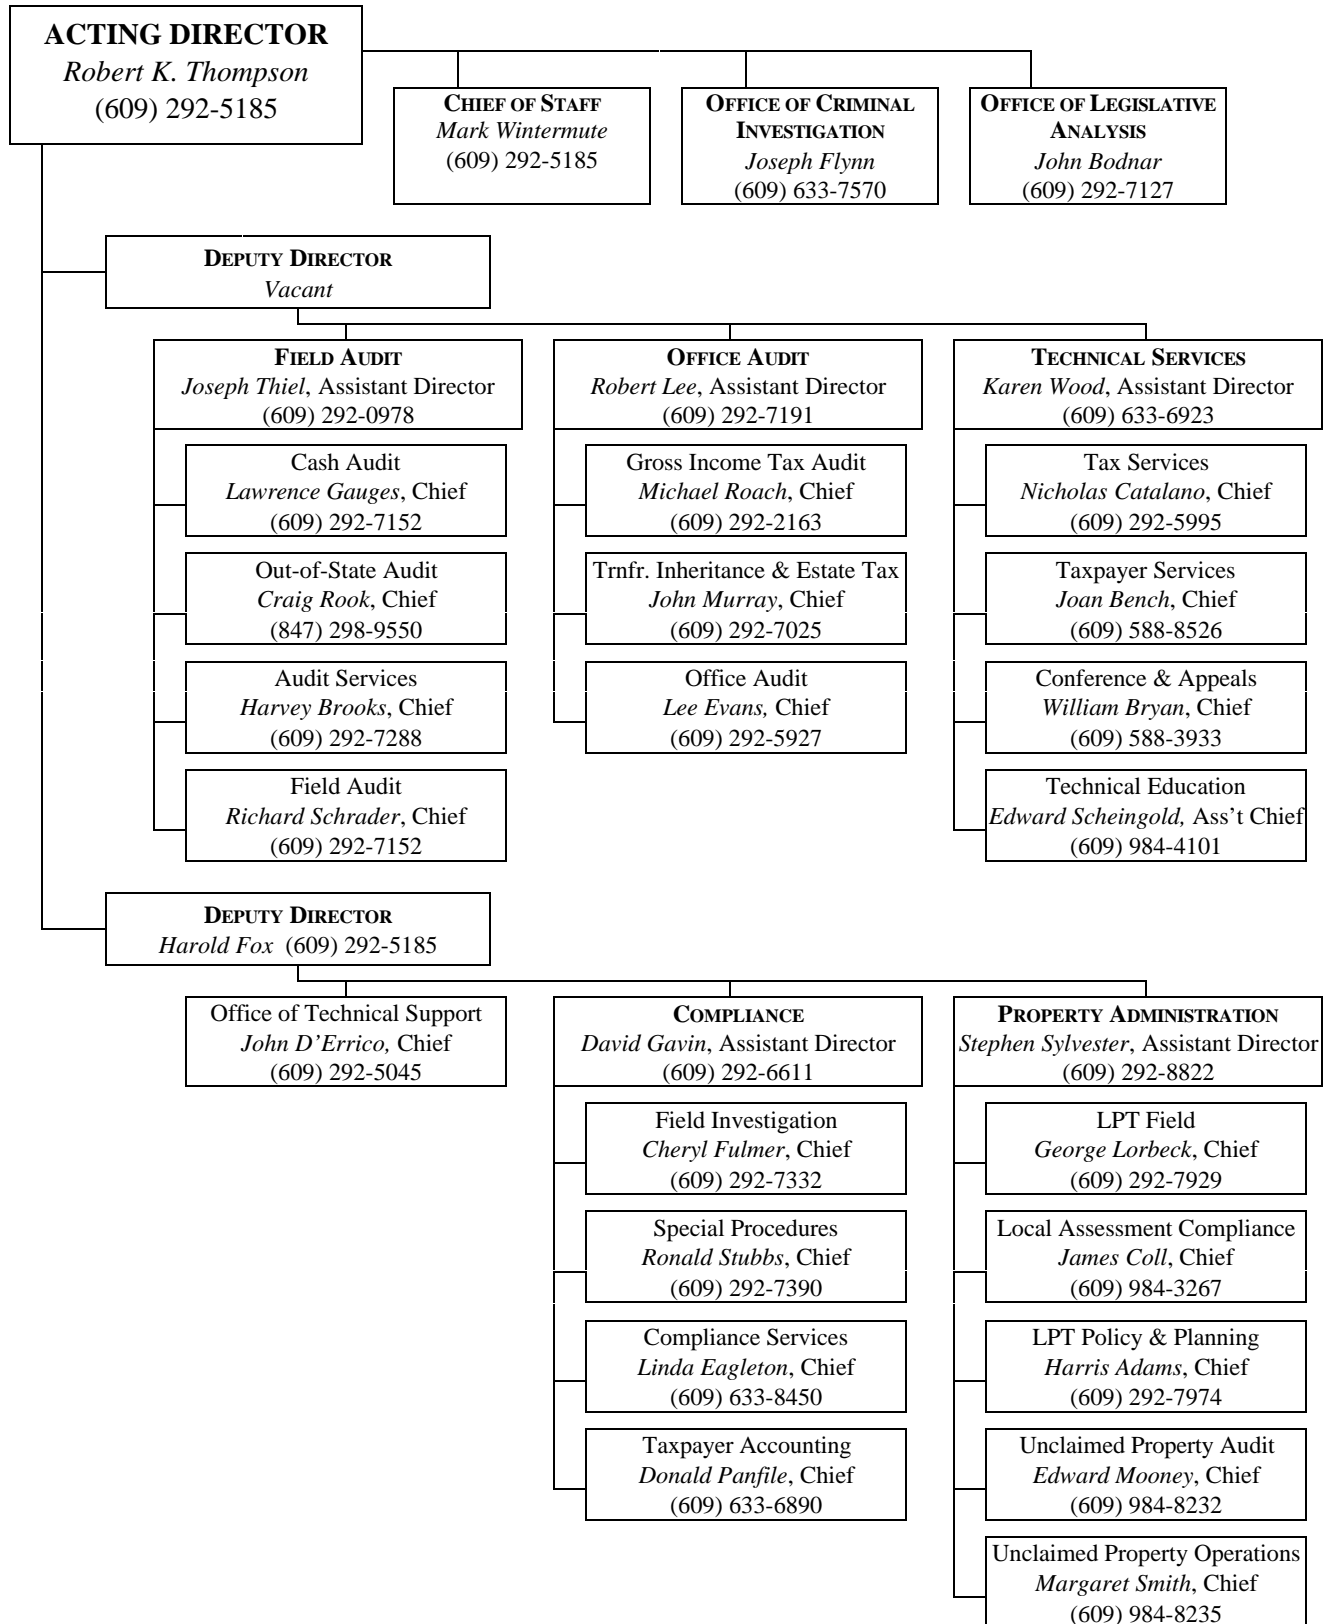 ACTING DIRECTOR
Robert K. Thompson
(609) 292-5185
CHIEF OF STAFF
Mark Wintermute
(609) 292-5185
OFFICE OF CRIMINAL
INVESTIGATION
Joseph Flynn
(609) 633-7570
OFFICE OF LEGISLATIVE
ANALYSIS
John Bodnar
(609) 292-7127
DEPUTY DIRECTOR
Vacant
FIELD AUDIT
Joseph Thiel, Assistant Director
(609) 292-0978
Cash Audit
Lawrence Gauges, Chief
(609) 292-7152
Out-of-State Audit
Craig Rook, Chief
(847) 298-9550
Audit Services
Harvey Brooks, Chief
(609) 292-7288
Field Audit
Richard Schrader, Chief
(609) 292-7152
OFFICE AUDIT
Robert Lee, Assistant Director
(609) 292-7191
Gross Income Tax Audit
Michael Roach, Chief
(609) 292-2163
Trnfr. Inheritance & Estate Tax
John Murray, Chief
(609) 292-7025
Office Audit
Lee Evans, Chief
(609) 292-5927
TECHNICAL SERVICES
Karen Wood, Assistant Director
(609) 633-6923
Tax Services
Nicholas Catalano, Chief
(609) 292-5995
Taxpayer Services
Joan Bench, Chief
(609) 588-8526
Conference & Appeals
William Bryan, Chief
(609) 588-3933
Technical Education
Edward Scheingold, Ass’t Chief
(609) 984-4101
DEPUTY DIRECTOR
Harold Fox (609) 292-5185
Office of Technical Support
John D’Errico, Chief
(609) 292-5045
COMPLIANCE
David Gavin, Assistant Director
(609) 292-6611
Field Investigation
Cheryl Fulmer, Chief
(609) 292-7332
Special Procedures
Ronald Stubbs, Chief
(609) 292-7390
Compliance Services
Linda Eagleton, Chief
(609) 633-8450
Taxpayer Accounting
Donald Panfile, Chief
(609) 633-6890
PROPERTY ADMINISTRATION
Stephen Sylvester, Assistant Director
(609) 292-8822
LPT Field
George Lorbeck, Chief
(609) 292-7929
Local Assessment Compliance
James Coll, Chief
(609) 984-3267
LPT Policy & Planning
Harris Adams, Chief
(609) 292-7974
Unclaimed Property Audit
Edward Mooney, Chief
(609) 984-8232
Unclaimed Property Operations
Margaret Smith, Chief
(609) 984-8235